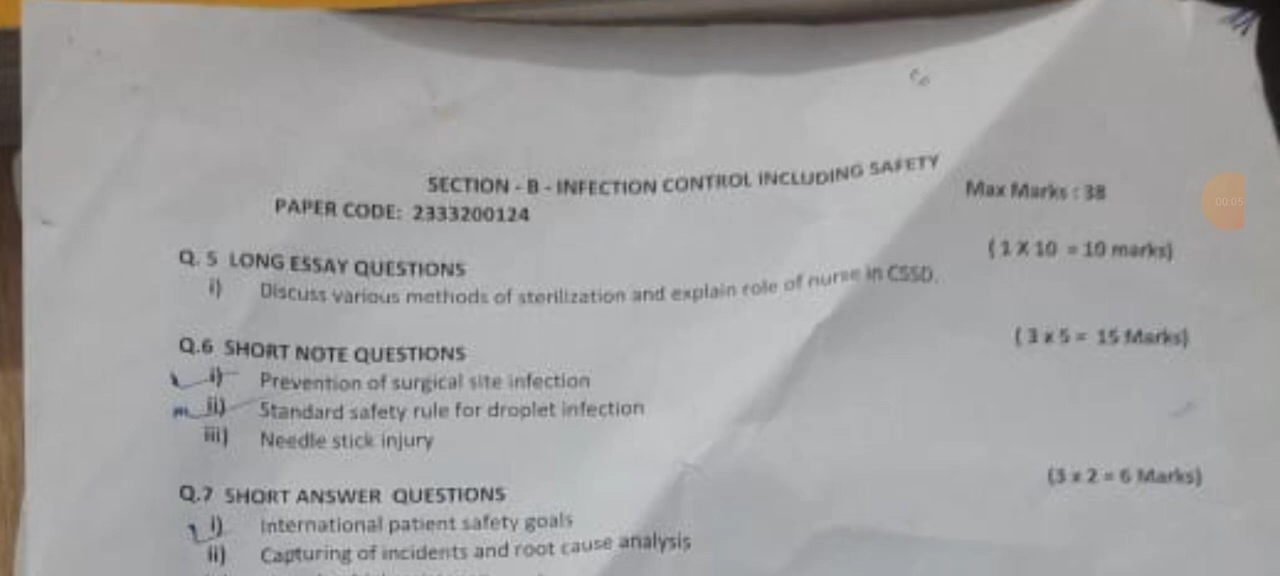 SECTION - B - INFECTION CONTROL INCLUDING SAFETY
PAPER CODE: 2333200124
Max Marks : 38
Q. 5 LONG ESSAY QUESTIONS
(1 X 10 = 10 marks)
i) Discuss various methods of sterilization and explain role of nurse in CSSD.
Q.6 SHORT NOTE QUESTIONS
(3 x 5 = 15 Marks)
i) Prevention of surgical site infection
ii) Standard safety rule for droplet infection
iii) Needle stick injury
Q.7 SHORT ANSWER QUESTIONS
(3 x 2 = 6 Marks)
i) International patient safety goals
ii) Capturing of incidents and root cause analysis
00:05